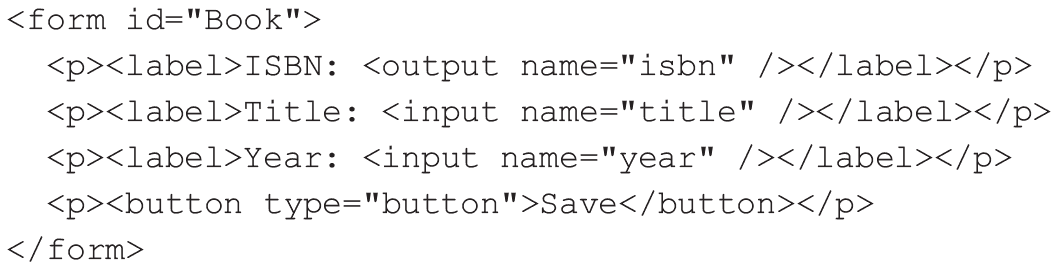 <form id="Book">
  <p><label>ISBN: <output name="isbn" /></label></p>
  <p><label>Title: <input name="title" /></label></p>
  <p><label>Year: <input name="year" /></label></p>
  <p><button type="button">Save</button></p>
</form>